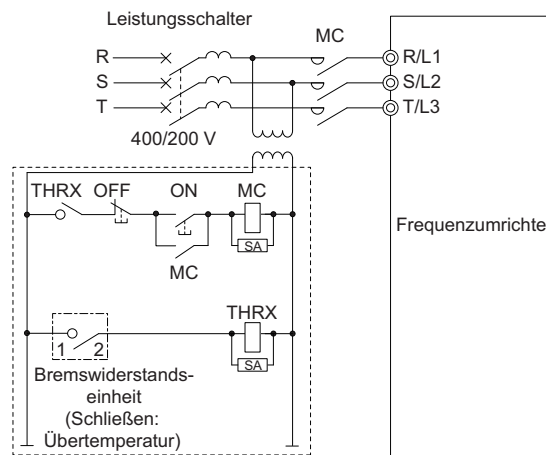 Leistungsschalter
MC
R
R/L1
S
S/L2
T
T/L3
400/200 V
THRX
OFF
ON
MC
SA
MC
Frequenzumrichte
THRX
1 2
SA
Bremswiderstands-
einheit
(Schließen:
Übertemperatur)